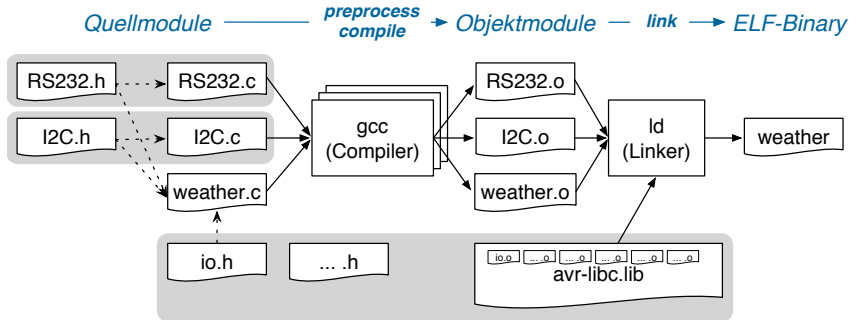 Quellmodule
preprocess
compile
Objektmodule
link
ELF-Binary
RS232.h
RS232.c
RS232.o
I2C.h
I2C.c
gcc
(Compiler)
I2C.o
ld
(Linker)
weather
weather.c
weather.o
io.h
... .h
io.o
... .o
... .o
... .o
... .o
... .o
avr-libc.lib